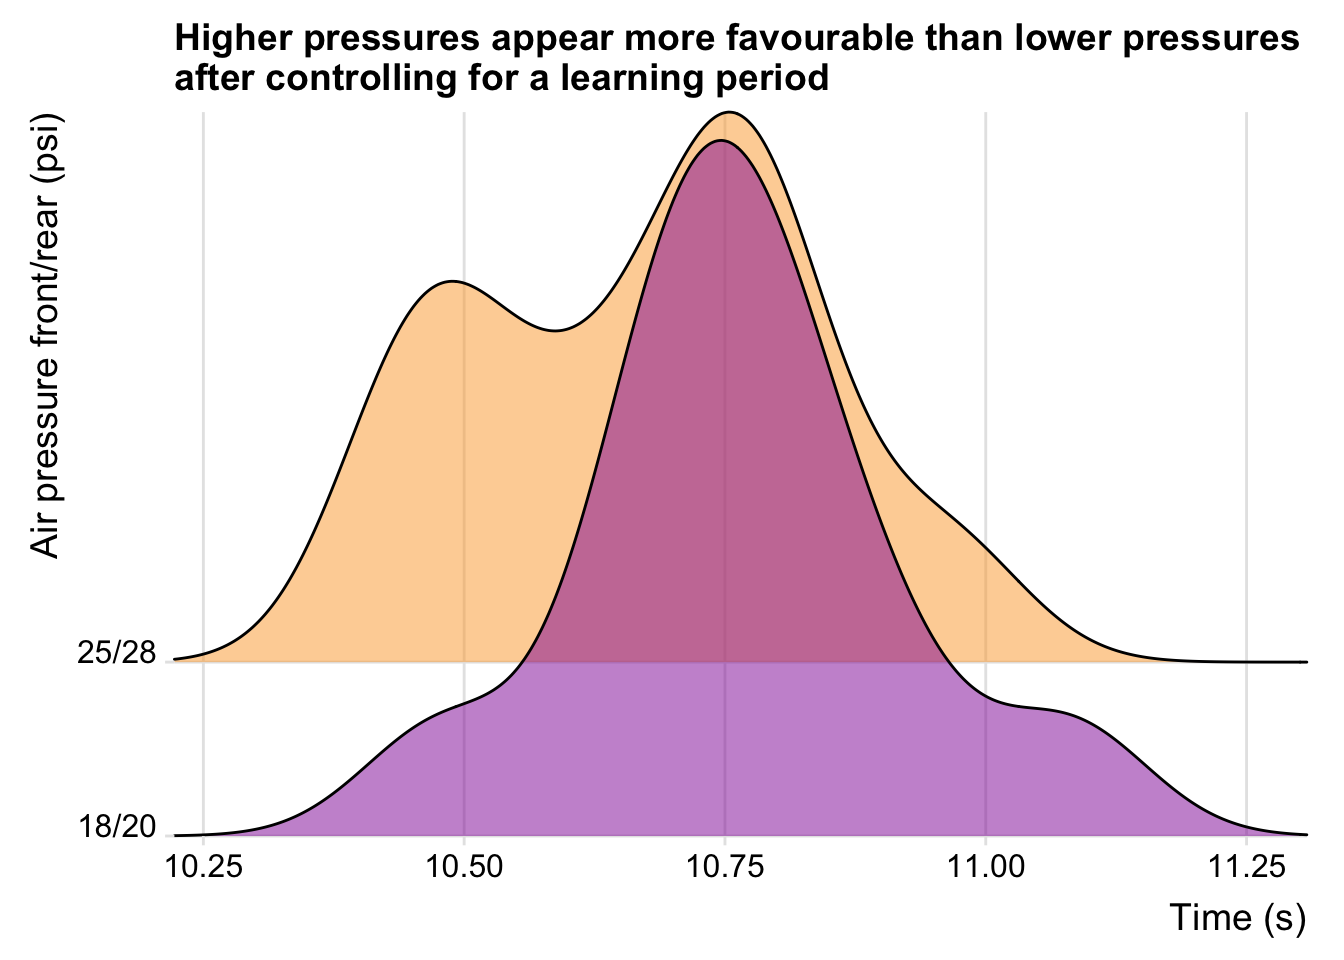 Higher pressures appear more favourable than lower pressures
after controlling for a learning period
Air pressure front/rear (psi)
25/28
18/20
10.25
10.50
10.75
11.00
11.25
Time (s)